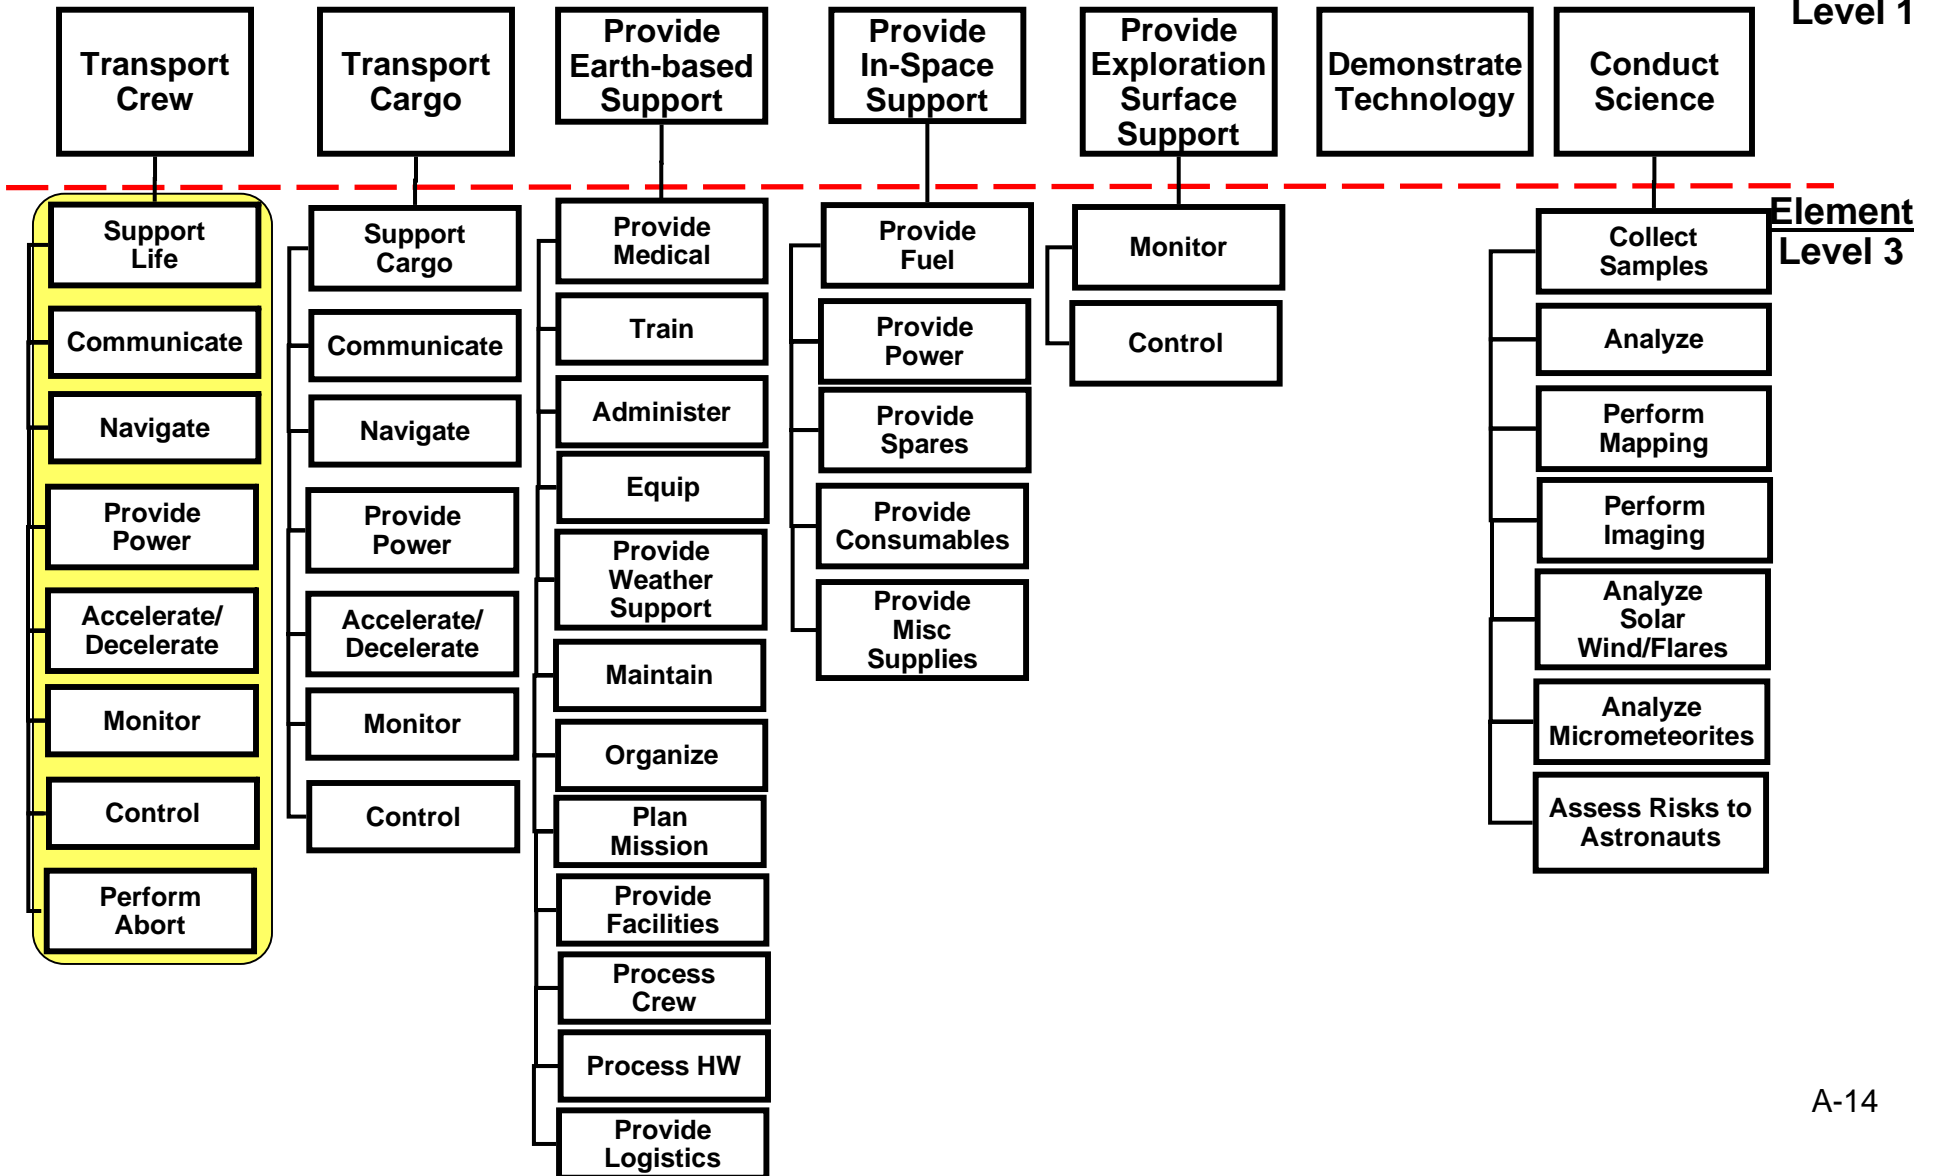 Level 1
Transport
Crew
Transport
Cargo
Provide
Earth-based
Support
Provide
In-Space
Support
Provide
Exploration
Surface
Support
Demonstrate
Technology
Conduct
Science
Element
Level 3
Support
Life
Communicate
Navigate
Provide
Power
Accelerate/
Decelerate
Monitor
Control
Perform
Abort
Support
Cargo
Communicate
Navigate
Provide
Power
Accelerate/
Decelerate
Monitor
Control
Provide
Medical
Train
Administer
Equip
Provide
Weather
Support
Maintain
Organize
Plan
Mission
Provide
Facilities
Process
Crew
Process HW
Provide
Logistics
Provide
Fuel
Provide
Power
Provide
Spares
Provide
Consumables
Provide
Misc
Supplies
Monitor
Control
Collect
Samples
Analyze
Perform
Mapping
Perform
Imaging
Analyze
Solar
Wind/Flares
Analyze
Micrometeorites
Assess Risks to
Astronauts
A-14